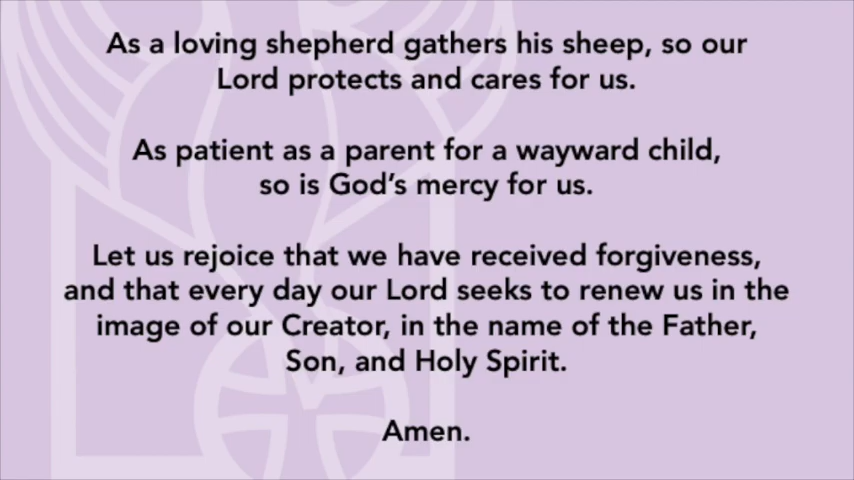 As a loving shepherd gathers his sheep, so our
Lord protects and cares for us.
As patient as a parent for a wayward child,
so is God's mercy for us.
Let us rejoice that we have received forgiveness,
and that every day our Lord seeks to renew us in the
image of our Creator, in the name of the Father,
Son, and Holy Spirit.
Amen.